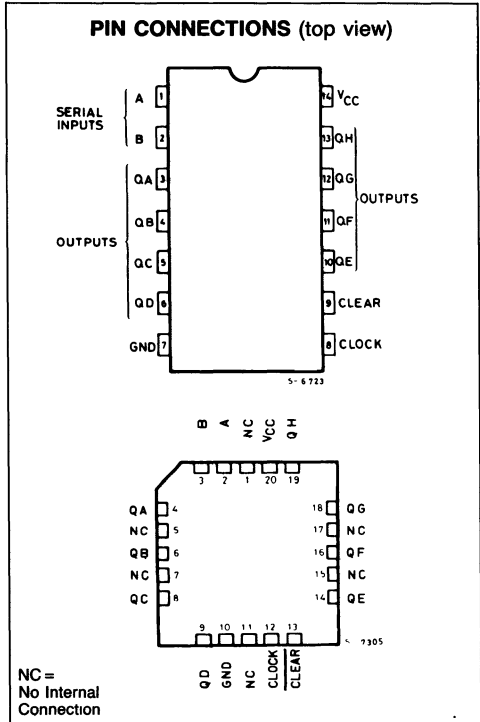 PIN CONNECTIONS (top view)
SERIAL
INPUTS
A 1
B 2
OUTPUTS
QA 3
QB 4
QC 5
QD 6
GND 7
14 VCC
13 QH
12 QG
11 QF
10 QE
OUTPUTS
9 CLEAR
8 CLOCK
S-6723
B A NC VCC QH
3 2 1 20 19
QA 4
NC 5
QB 6
NC 7
QC 8
18 QG
17 NC
16 QF
15 NC
14 QE
9 10 11 12 13
7305
QD GND NC CLOCK CLEAR
NC =
No Internal
Connection